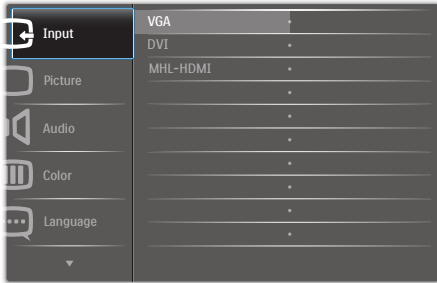 Input
Picture
Audio
Color
Language
VGA
DVI
MHL-HDMI